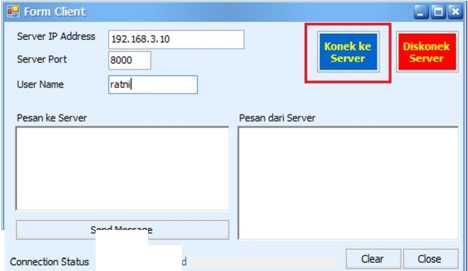 Form Client
Server IP Address
192.168.3.10
Server Port
8000
User Name
ratni
Konek ke
Server
Diskonek
Server
Pesan ke Server
Pesan dari Server
Send Message
Connection Status
Clear
Close